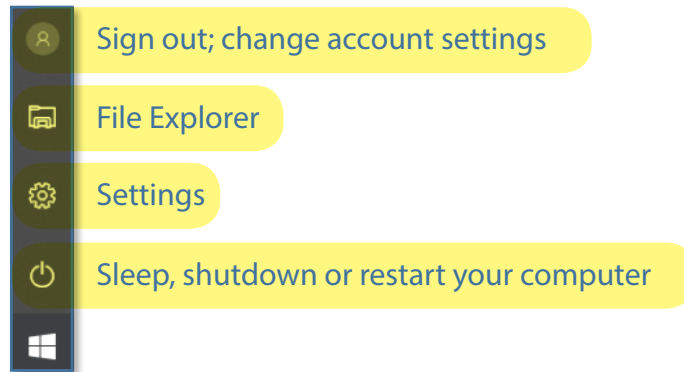 Sign out; change account settings
File Explorer
Settings
Sleep, shutdown or restart your computer